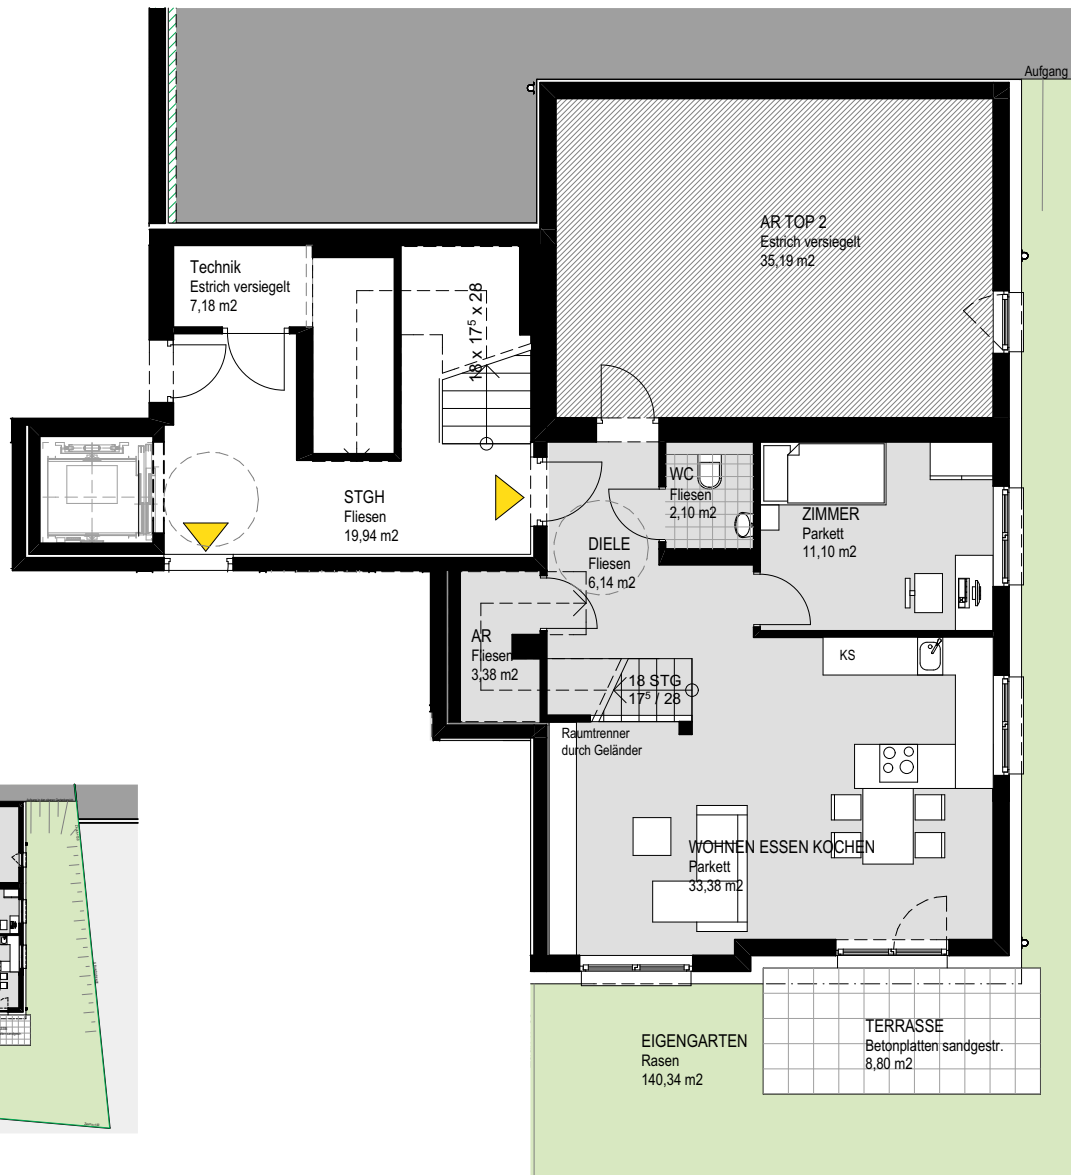 Aufgang
AR TOP 2
Estrich versiegelt
35,19 m2
Technik
Estrich versiegelt
7,18 m2
18 x 17⁵ x 28
STGH
Fliesen
19,94 m2
WC
Fliesen
2,10 m2
ZIMMER
Parkett
11,10 m2
DIELE
Fliesen
6,14 m2
AR
Fliesen
3,38 m2
KS
18 STG
17⁵ / 28
Raumtrenner
durch Geländer
WOHNEN ESSEN KOCHEN
Parkett
33,38 m2
EIGENGARTEN
Rasen
140,34 m2
TERRASSE
Betonplatten sandgestr.
8,80 m2